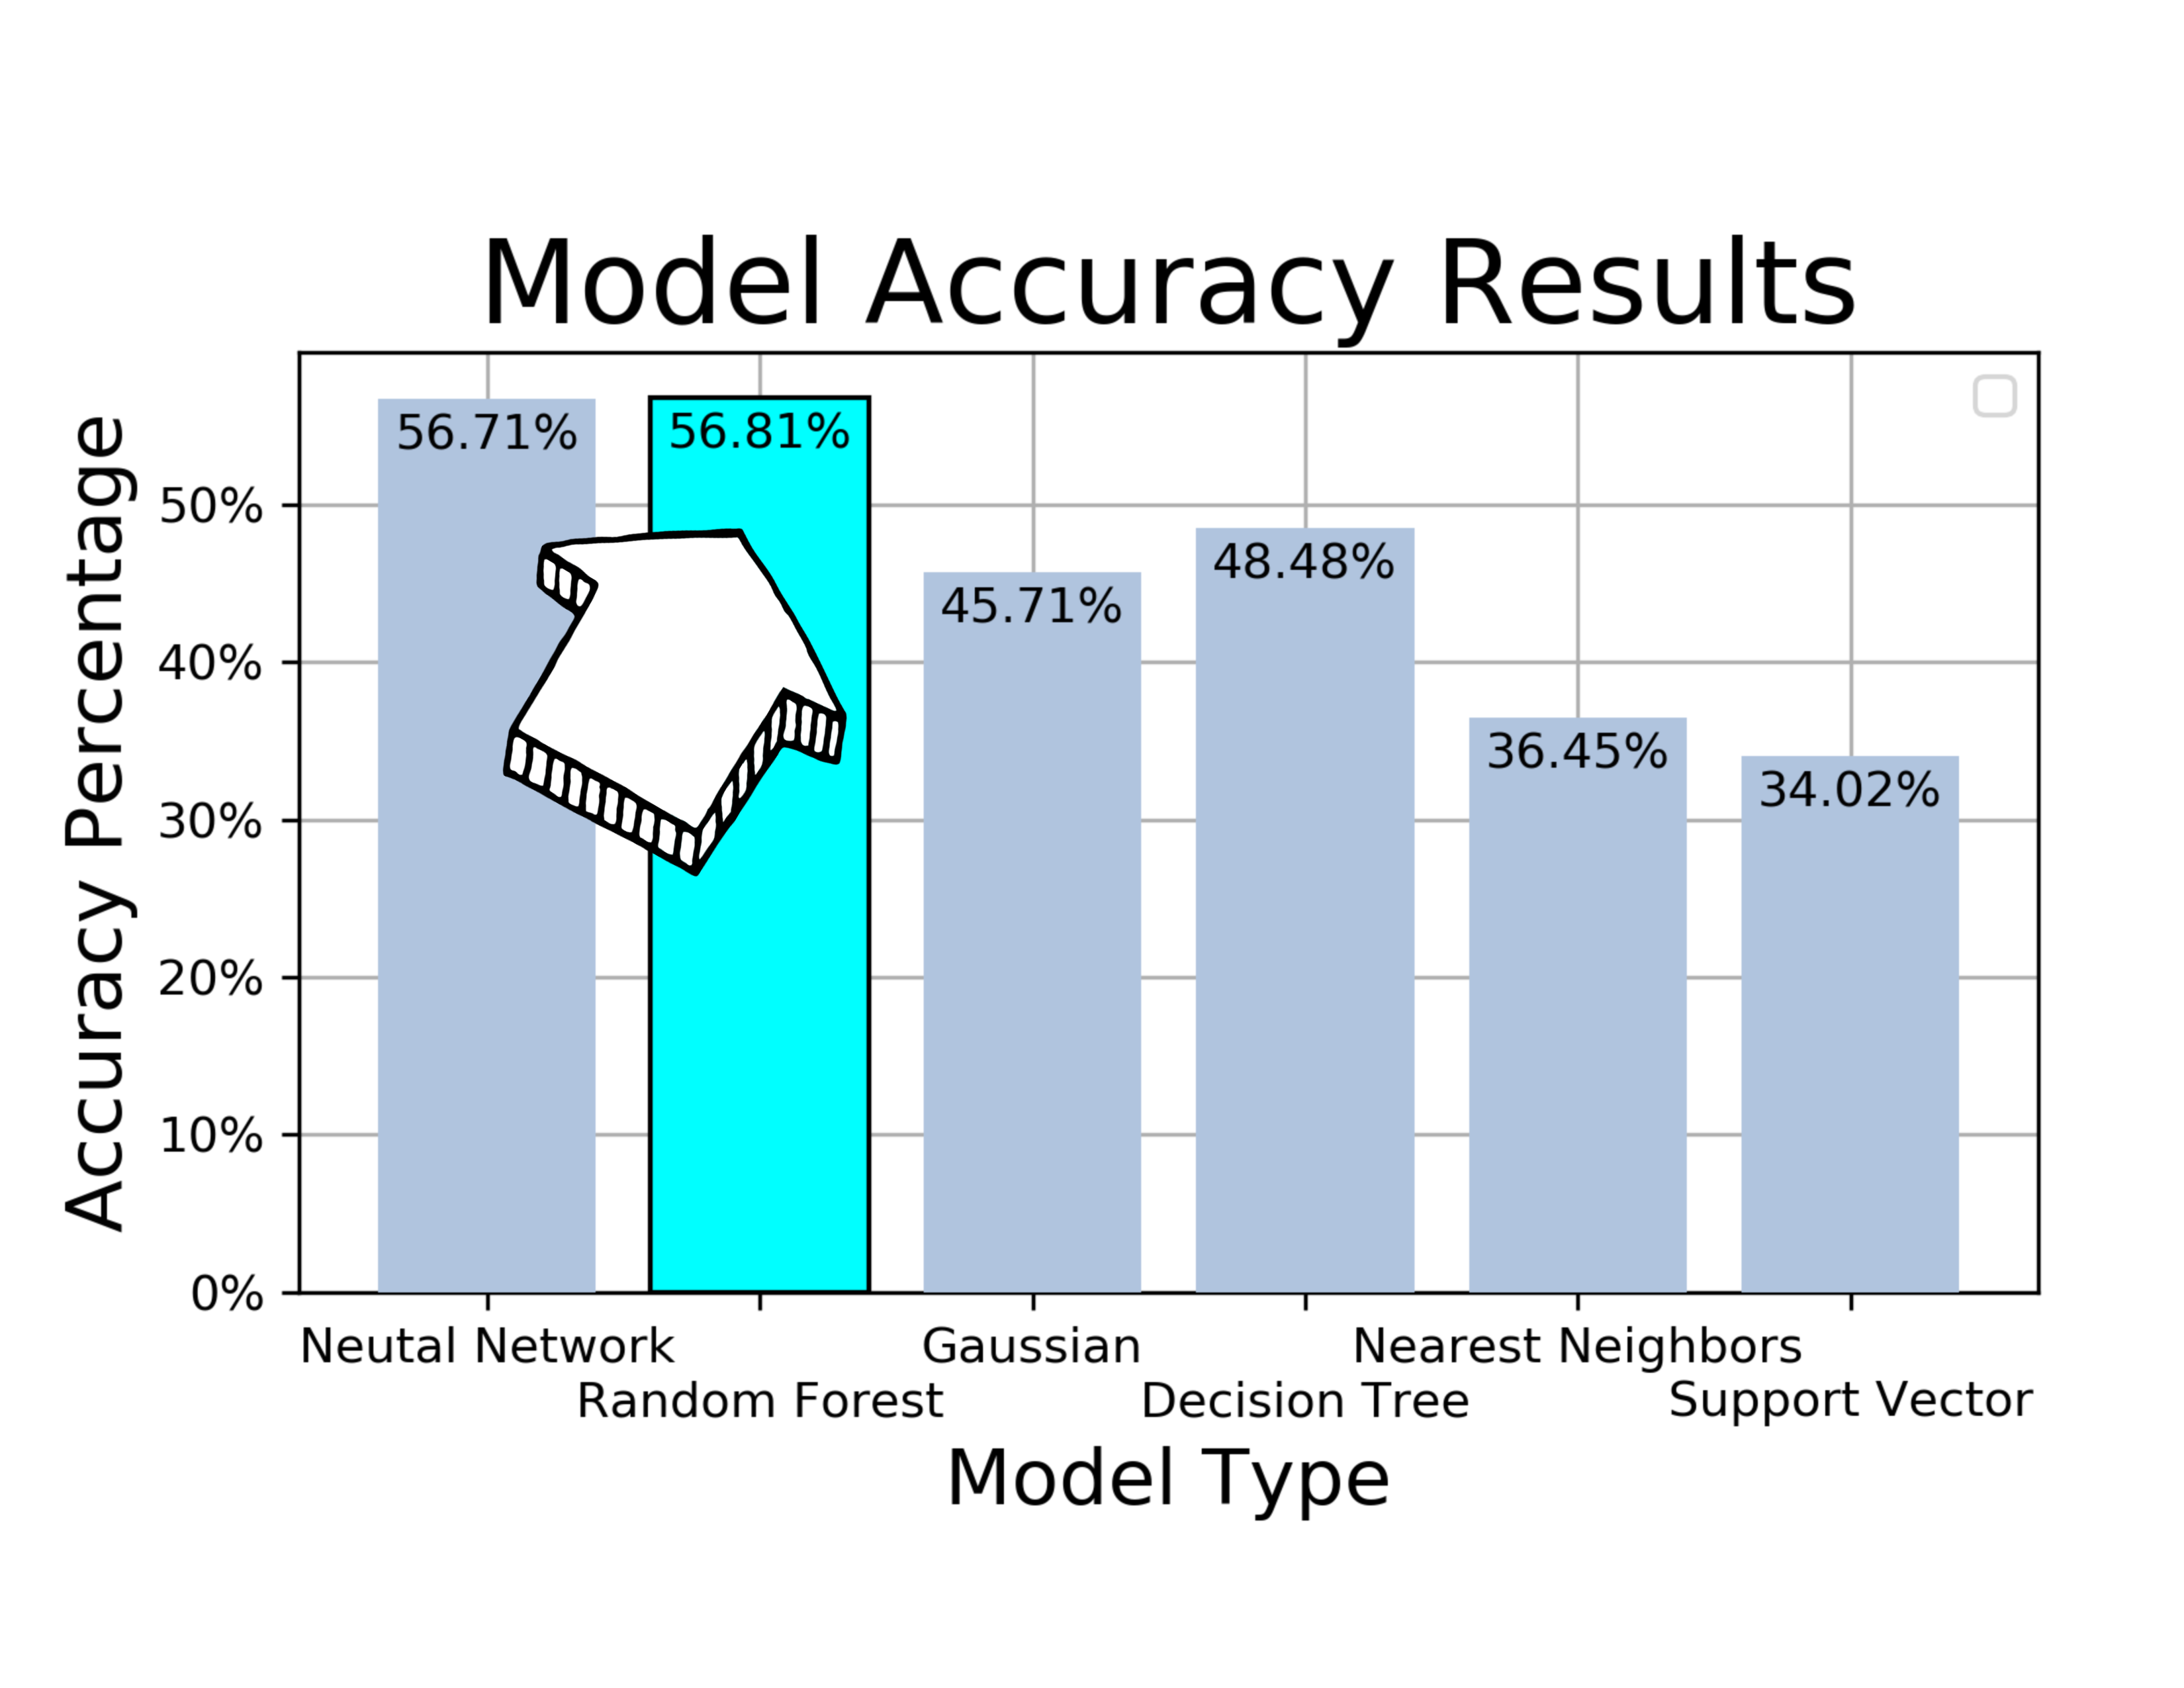 Model Accuracy Results
Accuracy Percentage
50%
40%
30%
20%
10%
0%
56.71%
56.81%
45.71%
48.48%
36.45%
34.02%
Neutal Network
Random Forest
Gaussian
Decision Tree
Nearest Neighbors
Support Vector
Model Type